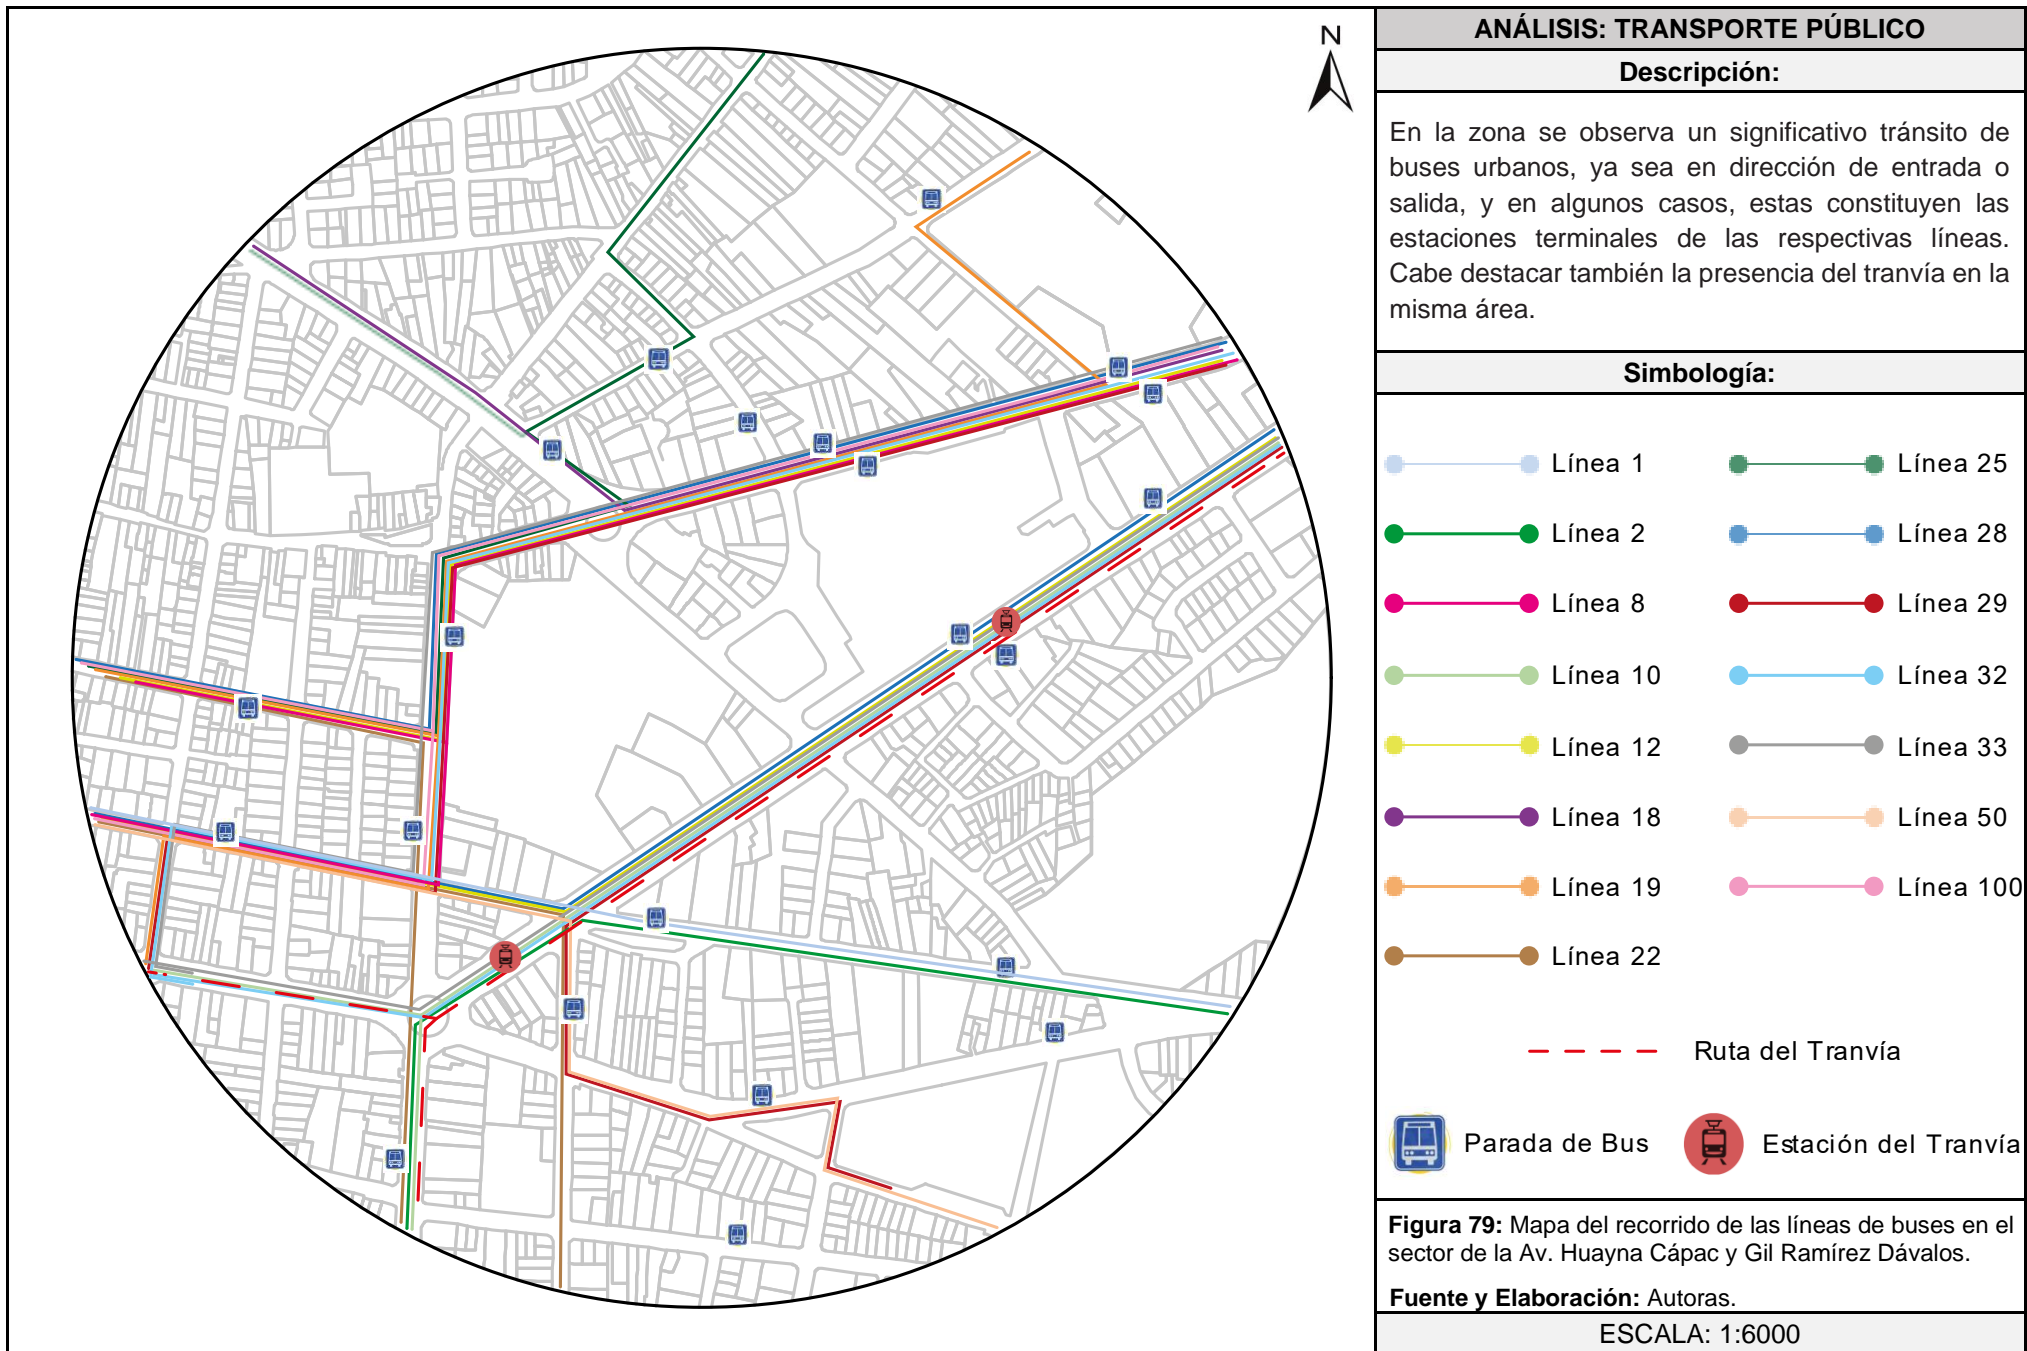 N
ANÁLISIS: TRANSPORTE PÚBLICO
Descripción:
En la zona se observa un significativo tránsito de
buses urbanos, ya sea en dirección de entrada o
salida, y en algunos casos, estas constituyen las
estaciones terminales de las respectivas líneas.
Cabe destacar también la presencia del tranvía en la
misma área.
Simbología:
Línea 1
Línea 25
Línea 2
Línea 28
Línea 8
Línea 29
Línea 10
Línea 32
Línea 12
Línea 33
Línea 18
Línea 50
Línea 19
Línea 100
Línea 22
Ruta del Tranvía
Parada de Bus
Estación del Tranvía
Figura 79: Mapa del recorrido de las líneas de buses en el
sector de la Av. Huayna Cápac y Gil Ramírez Dávalos.
Fuente y Elaboración: Autoras.
ESCALA: 1:6000